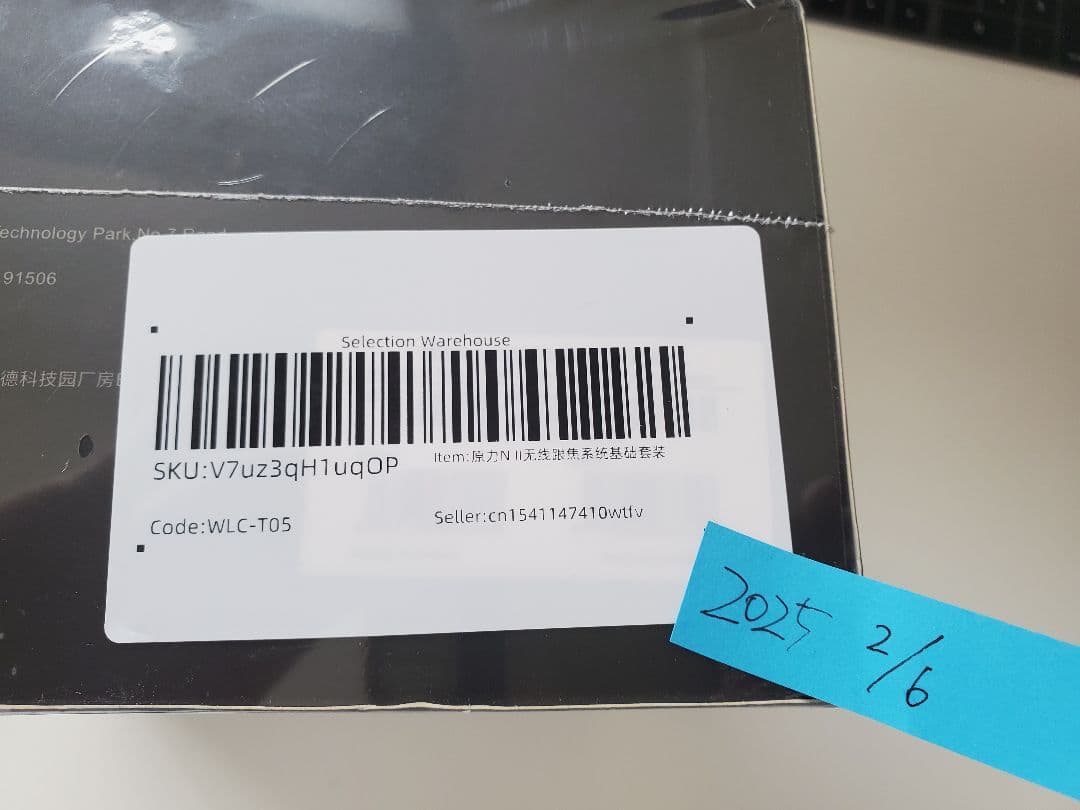 echnology Park No.7 Road
91506
德科技园厂房
Selection Warehouse
SKU:V7uz3qH1uqOP
Item:原力N II无线跟焦系统基础套装
Code:WLC-T05
Seller:cn1541147410wtfv
2025 2/6